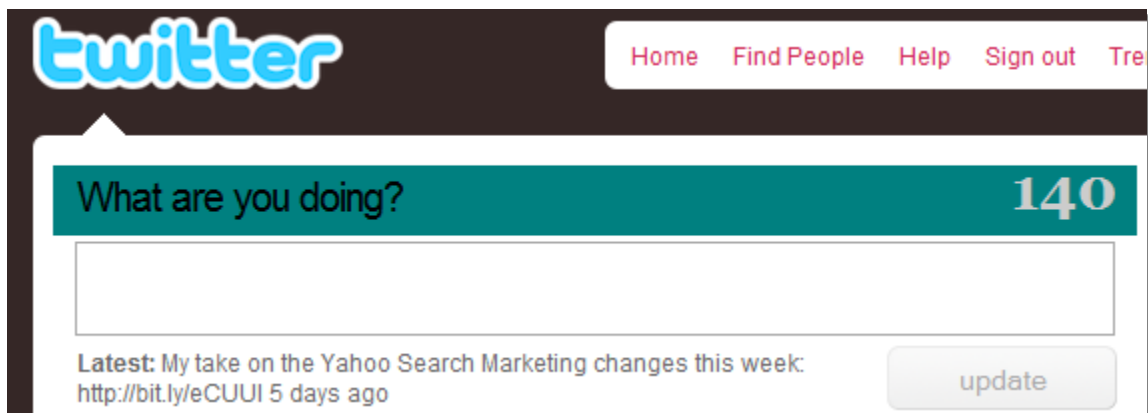 twitter
Home Find People Help Sign out Tre
What are you doing? 140
Latest: My take on the Yahoo Search Marketing changes this week:
http://bit.ly/eCUUI 5 days ago
update